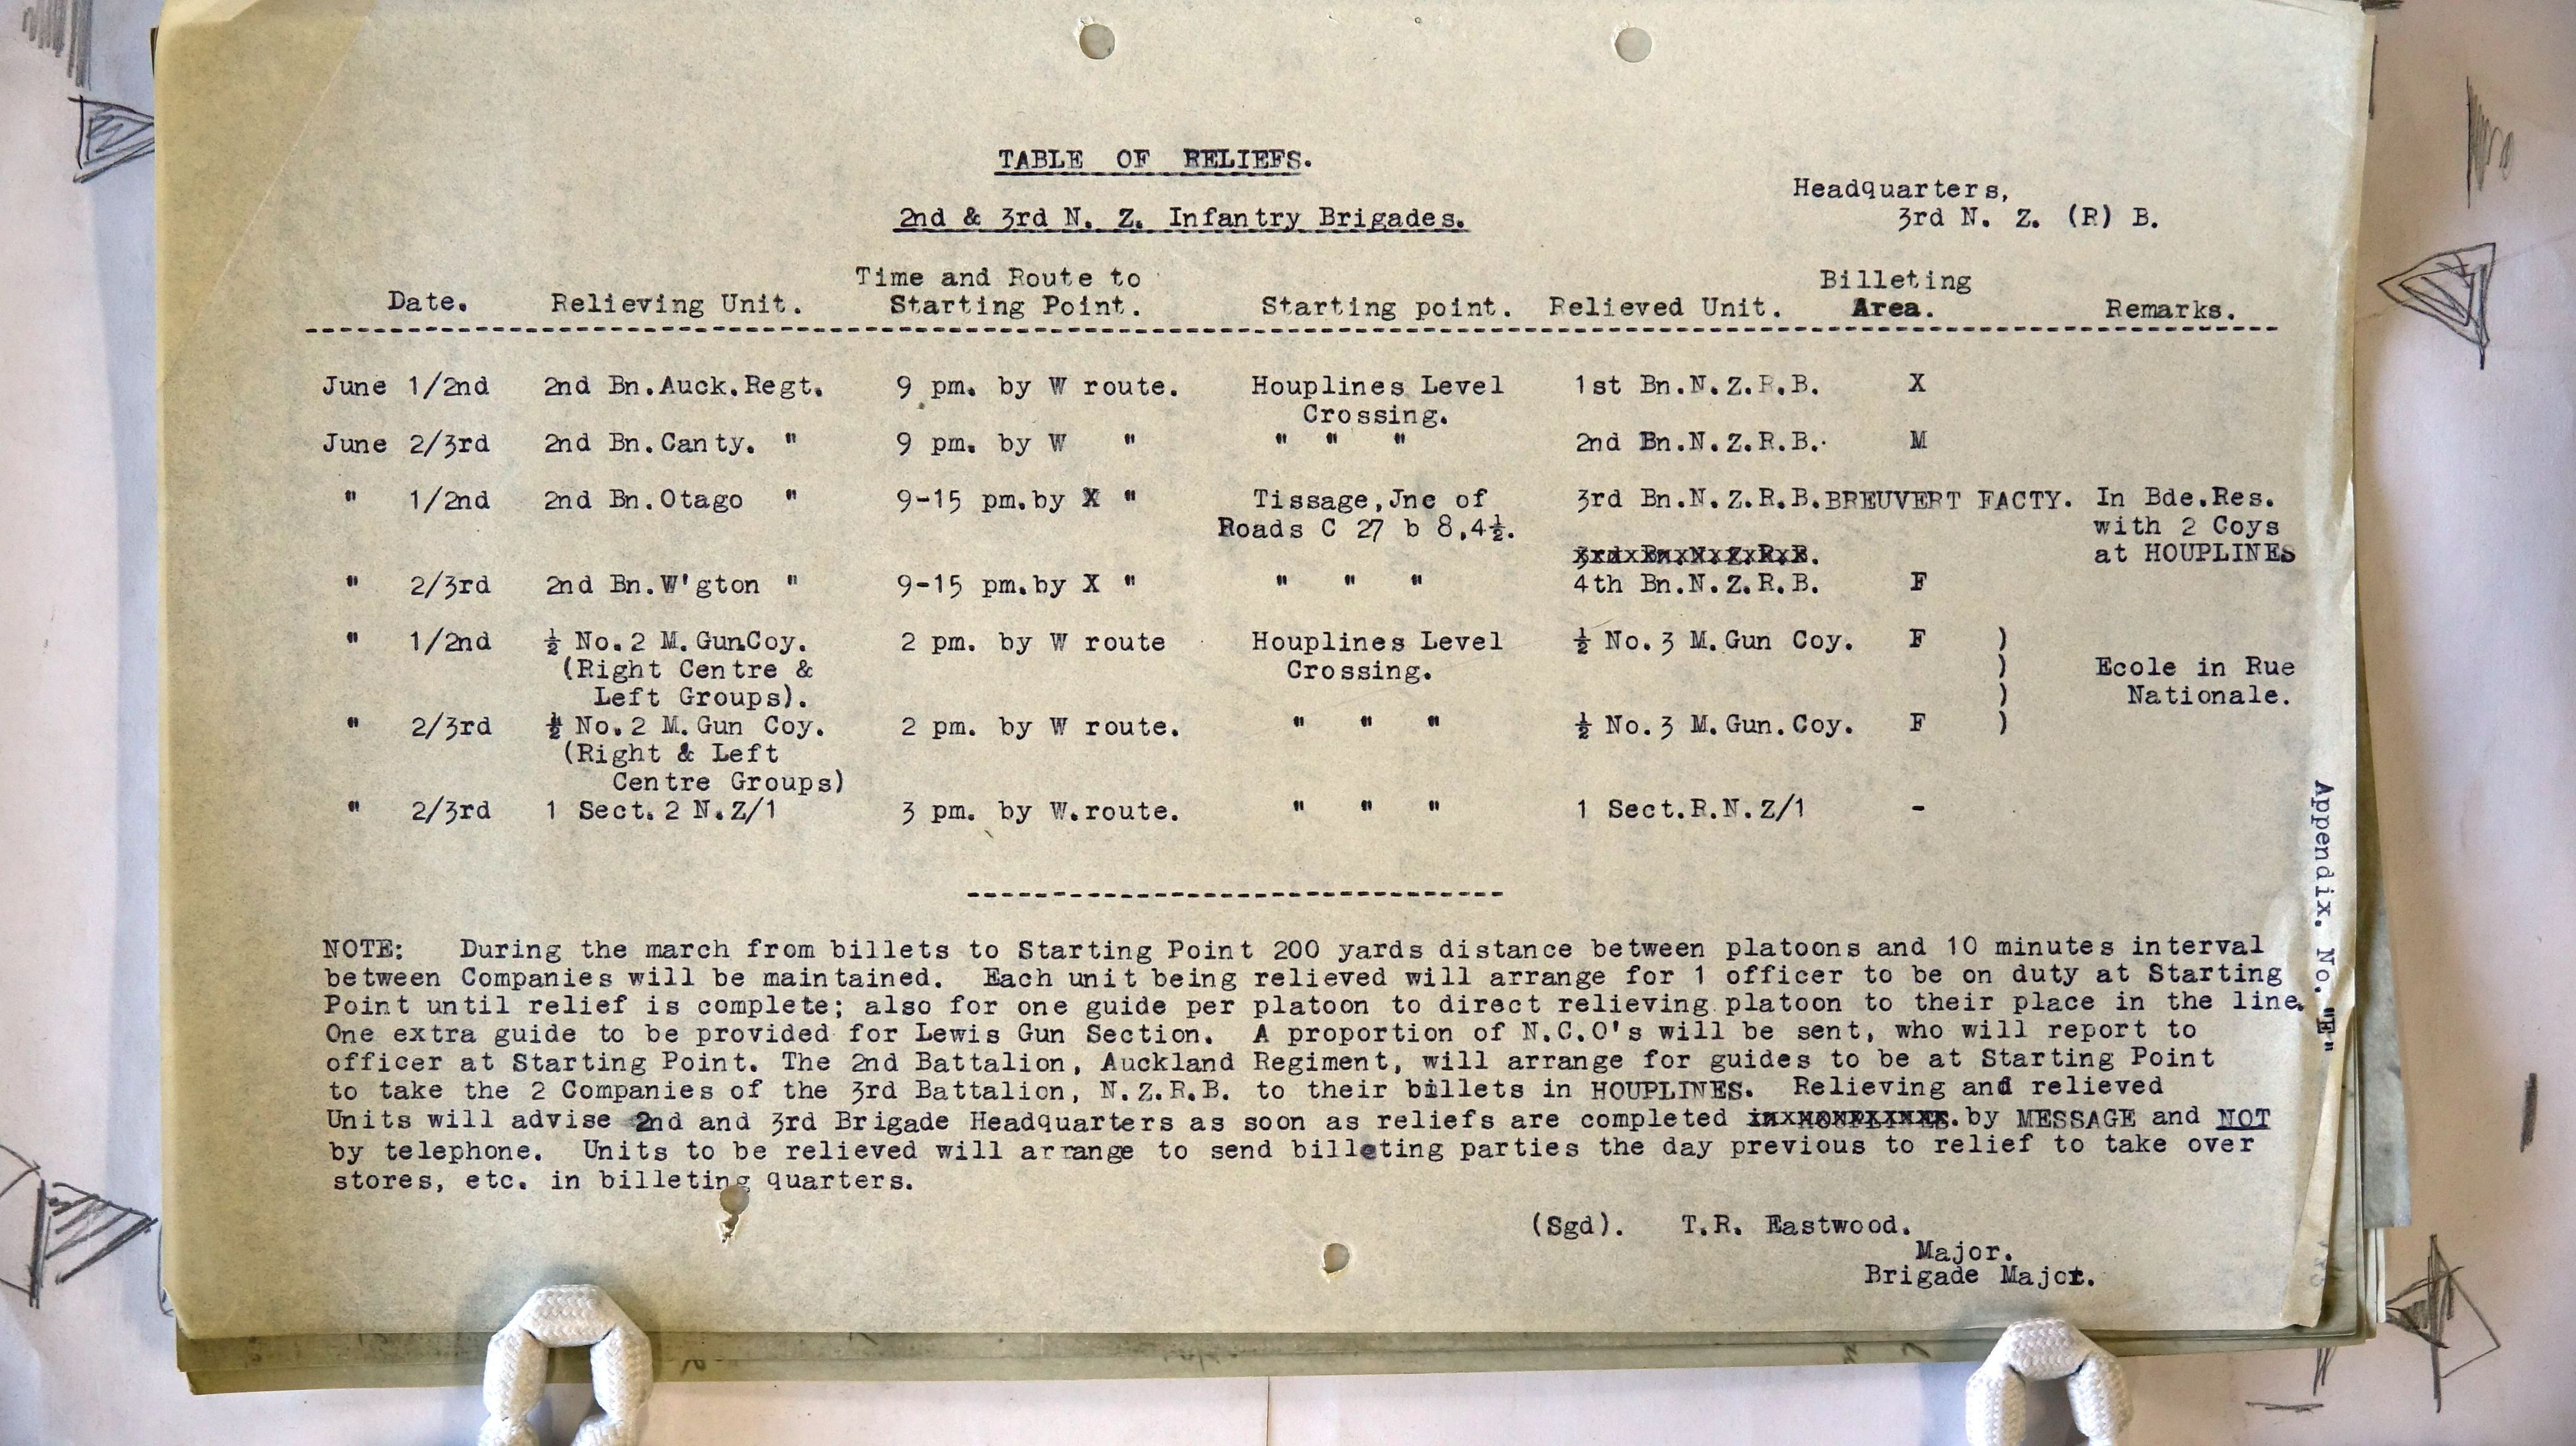 TABLE OF RELIEFS.
2nd & 3rd N. Z. Infantry Brigades.
Headquarters,
3rd N. Z. (R) B.
Date. Relieving Unit. Time and Route to Starting Point. Starting point. Relieved Unit. Billeting Area. Remarks.
June 1/2nd 2nd Bn.Auck.Regt. 9 pm. by W route. Houplines Level 1st Bn.N.Z.R.B. X
Crossing.
June 2/3rd 2nd Bn.Canty. " 9 pm. by W " " " " 2nd Bn.N.Z.R.B. M
" 1/2nd 2nd Bn.Otago " 9-15 pm.by X " Tissage,Jnc of 3rd Bn.N.Z.R.B.BREUVERT FACTY. In Bde.Res.
Roads C 27 b 8,4½. with 2 Coys
3rd Bn.N.Z.R.B. at HOUPLINES
" 2/3rd 2nd Bn.W'gton " 9-15 pm.by X " " " " 4th Bn.N.Z.R.B. F
" 1/2nd ½ No.2 M.Gun.Coy. 2 pm. by W route Houplines Level ½ No.3 M.Gun Coy. F )
(Right Centre & Crossing. ) Ecole in Rue
Left Groups). ) Nationale.
" 2/3rd ½ No.2 M.Gun Coy. 2 pm. by W route. " " " ½ No.3 M.Gun.Coy. F )
(Right & Left
Centre Groups)
" 2/3rd 1 Sect.2 N.Z/1 3 pm. by W.route. " " " 1 Sect.R.N.Z/1 -
NOTE: During the march from billets to Starting Point 200 yards distance between platoons and 10 minutes interval
between Companies will be maintained. Each unit being relieved will arrange for 1 officer to be on duty at Starting
Point until relief is complete; also for one guide per platoon to direct relieving platoon to their place in the line.
One extra guide to be provided for Lewis Gun Section. A proportion of N.C.O's will be sent, who will report to
officer at Starting Point. The 2nd Battalion, Auckland Regiment, will arrange for guides to be at Starting Point
to take the 2 Companies of the 3rd Battalion, N.Z.R.B. to their billets in HOUPLINES. Relieving and relieved
Units will advise 2nd and 3rd Brigade Headquarters as soon as reliefs are completed in HOUPLINES. by MESSAGE and NOT
by telephone. Units to be relieved will arrange to send billeting parties the day previous to relief to take over
stores, etc. in billeting quarters.
(Sgd). T.R. Eastwood.
Major.
Brigade Major.
Appendix. No. "E"